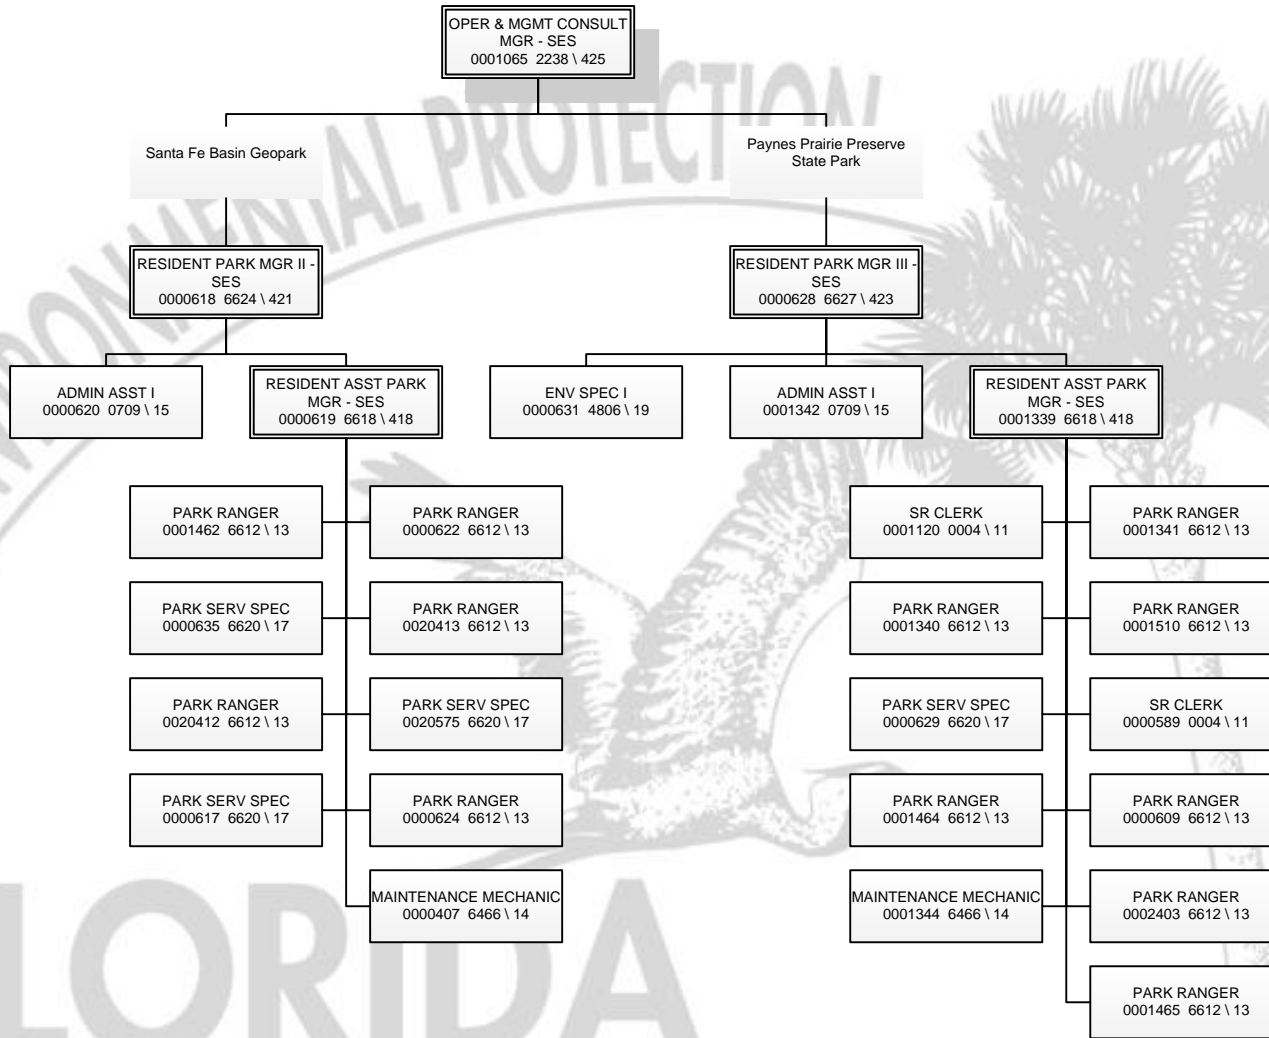 ENVIRONMENTAL PROTECTION
FLORIDA
OPER & MGMT CONSULT
MGR - SES
0001065 2238 \ 425
Santa Fe Basin Geopark
Paynes Prairie Preserve
State Park
RESIDENT PARK MGR II -
SES
0000618 6624 \ 421
RESIDENT PARK MGR III -
SES
0000628 6627 \ 423
ADMIN ASST I
0000620 0709 \ 15
RESIDENT ASST PARK
MGR - SES
0000619 6618 \ 418
ENV SPEC I
0000631 4806 \ 19
ADMIN ASST I
0001342 0709 \ 15
RESIDENT ASST PARK
MGR - SES
0001339 6618 \ 418
PARK RANGER
0001462 6612 \ 13
PARK RANGER
0000622 6612 \ 13
SR CLERK
0001120 0004 \ 11
PARK RANGER
0001341 6612 \ 13
PARK SERV SPEC
0000635 6620 \ 17
PARK RANGER
0020413 6612 \ 13
PARK RANGER
0001340 6612 \ 13
PARK RANGER
0001510 6612 \ 13
PARK RANGER
0020412 6612 \ 13
PARK SERV SPEC
0020575 6620 \ 17
PARK SERV SPEC
0000629 6620 \ 17
SR CLERK
0000589 0004 \ 11
PARK SERV SPEC
0000617 6620 \ 17
PARK RANGER
0000624 6612 \ 13
PARK RANGER
0001464 6612 \ 13
PARK RANGER
0000609 6612 \ 13
MAINTENANCE MECHANIC
0000407 6466 \ 14
MAINTENANCE MECHANIC
0001344 6466 \ 14
PARK RANGER
0002403 6612 \ 13
PARK RANGER
0001465 6612 \ 13